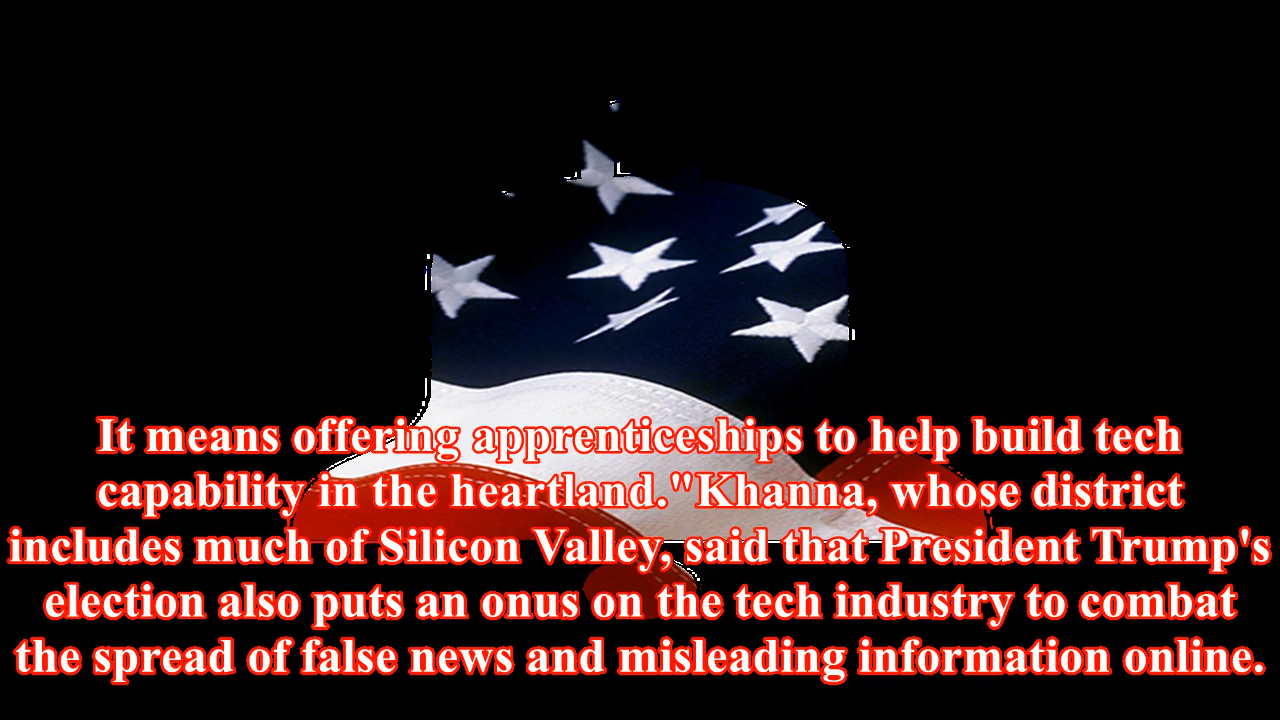 It means offering apprenticeships to help build tech
capability in the heartland."Khanna, whose district
includes much of Silicon Valley, said that President Trump's
election also puts an onus on the tech industry to combat
the spread of false news and misleading information online.